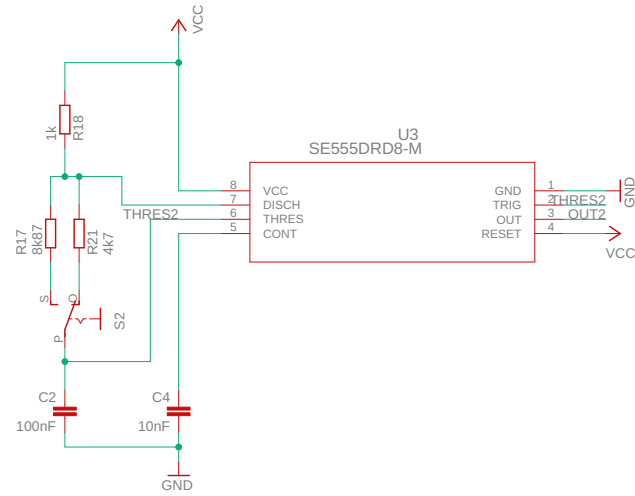 VCC
1k
R18
U3
SE555DRD8-M
8
VCC
GND
1
GND
7
DISCH
TRIG
2
THRES2
THRES2
6
THRES
OUT
3
OUT2
5
CONT
RESET
4
VCC
R17
8k87
R21
4k7
S
O
P
S2
C2
100nF
C4
10nF
GND